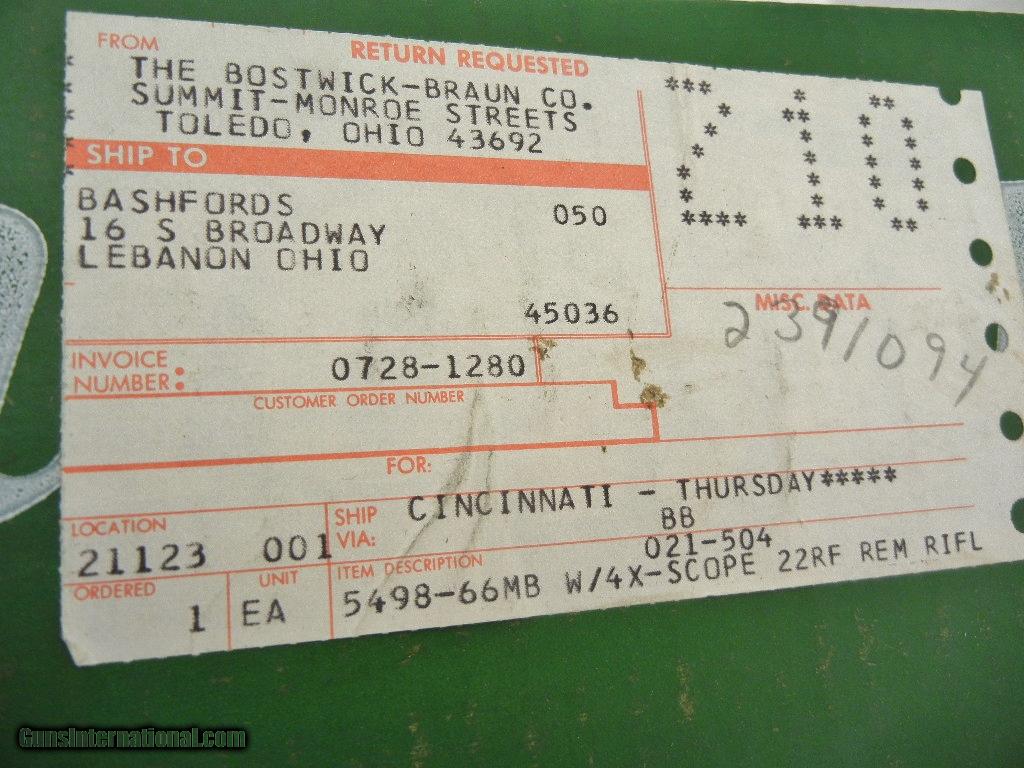 FROM
RETURN REQUESTED
THE BOSTWICK-BRAUN CO.
SUMMIT-MONROE STREETS
TOLEDO, OHIO 43692
210
SHIP TO
BASHFORDS 050
16 S BROADWAY
LEBANON OHIO
45036
MISC. DATA
2391094
INVOICE NUMBER: 0728-1280
CUSTOMER ORDER NUMBER
FOR:
LOCATION
21123 001
SHIP VIA: CINCINNATI - THURSDAY*****
BB
ORDERED
1
UNIT
EA
ITEM DESCRIPTION 021-504
5498-66MB W/4X-SCOPE 22RF REM RIFL
GunsInternational.com